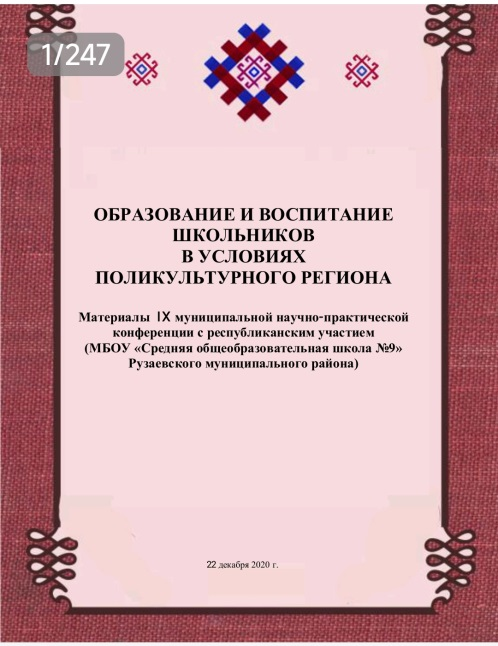 1/247
ОБРАЗОВАНИЕ И ВОСПИТАНИЕ
ШКОЛЬНИКОВ
В УСЛОВИЯХ
ПОЛИКУЛЬТУРНОГО РЕГИОНА
Материалы IX муниципальной научно-практической
конференции с республиканским участием
(МБОУ «Средняя общеобразовательная школа №9»
Рузаевского муниципального района)
22 декабря 2020 г.